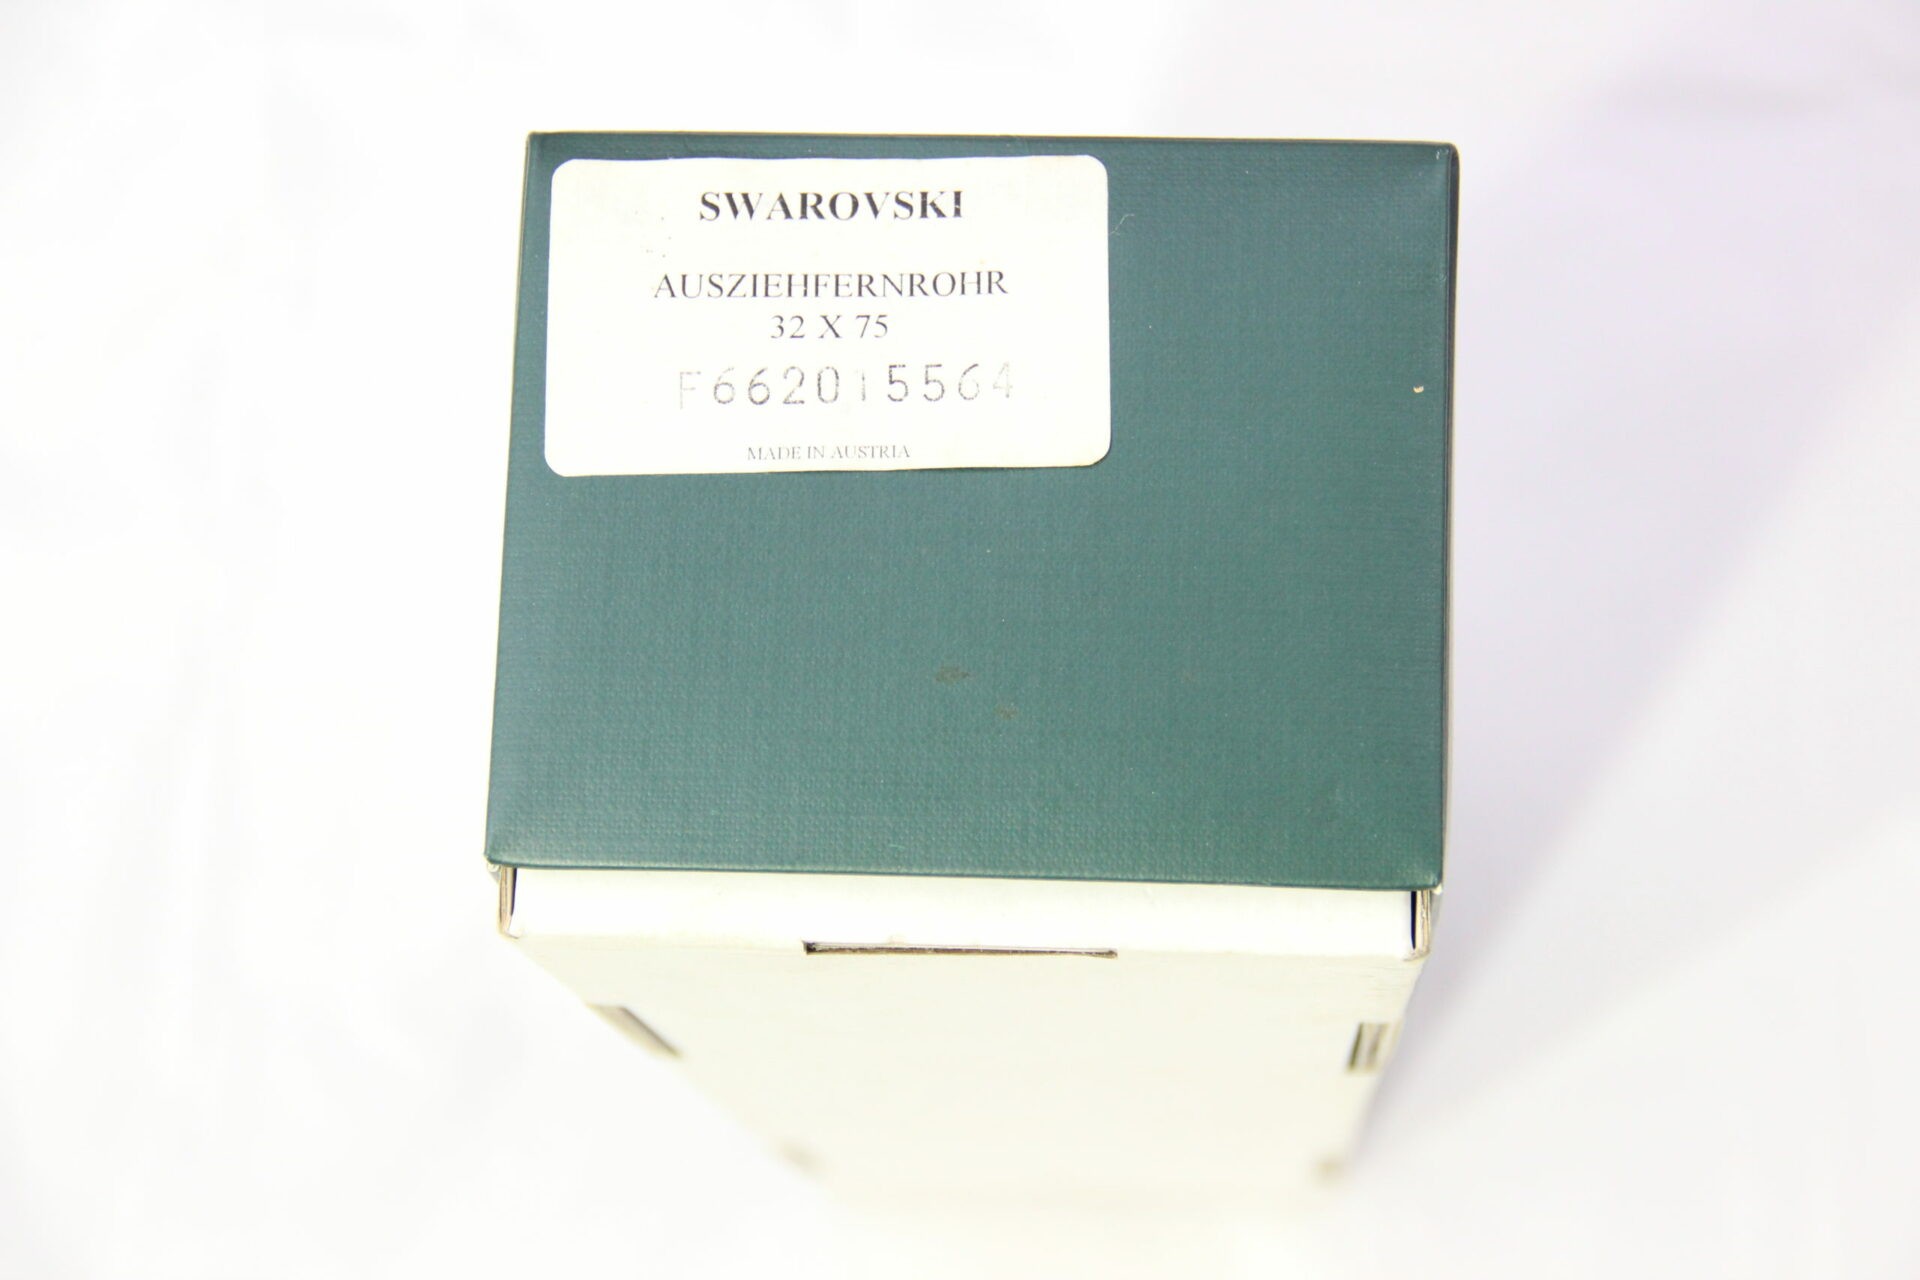 SWAROVSKI
AUSZIEHFERNROHR
32 X 75
F662015564
MADE IN AUSTRIA